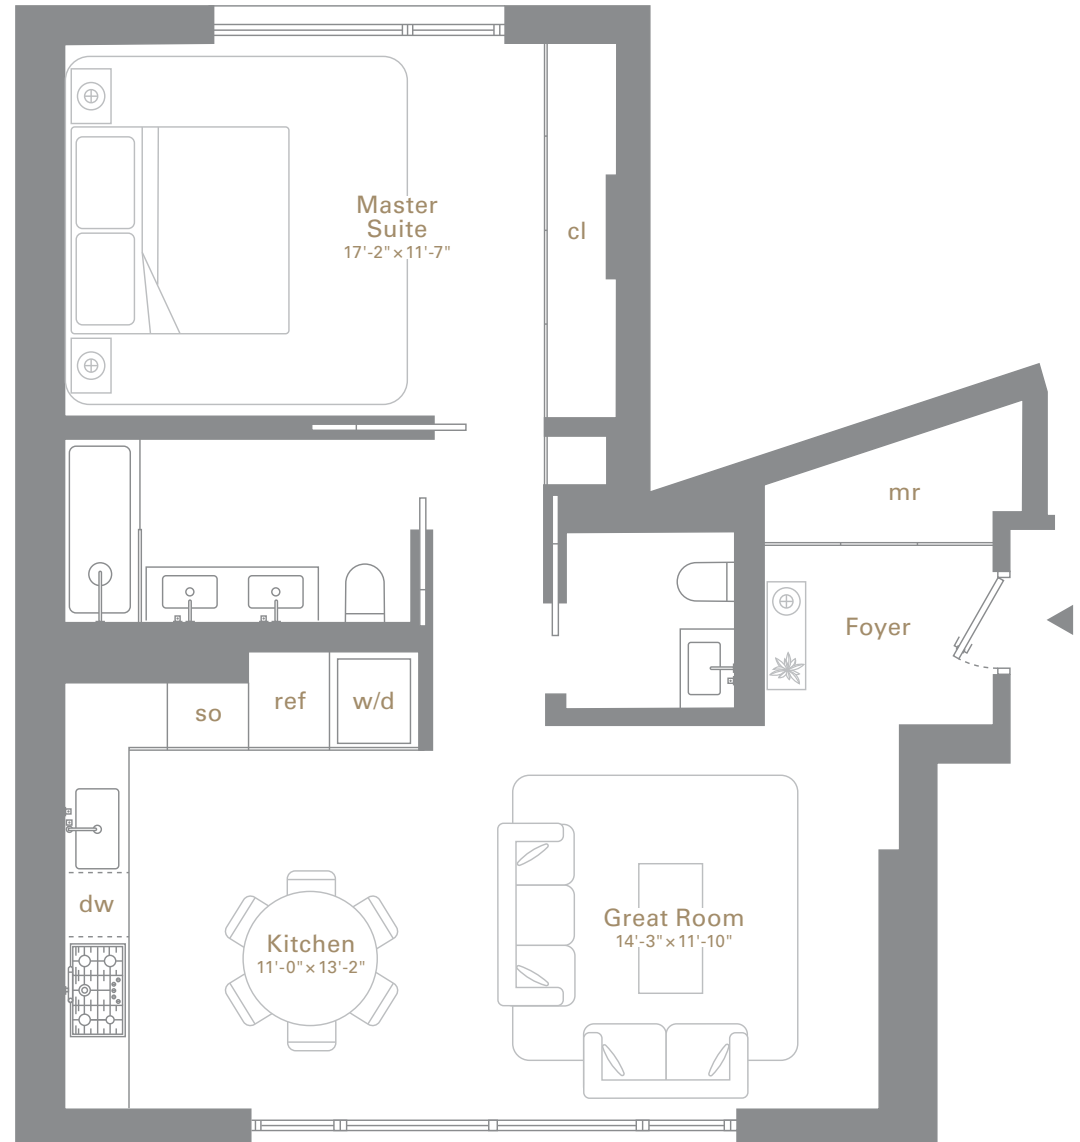 Master
Suite
17'-2" × 11'-7"
cl
mr
Foyer
so
ref
w/d
dw
Kitchen
11'-0" × 13'-2"
Great Room
14'-3" × 11'-10"